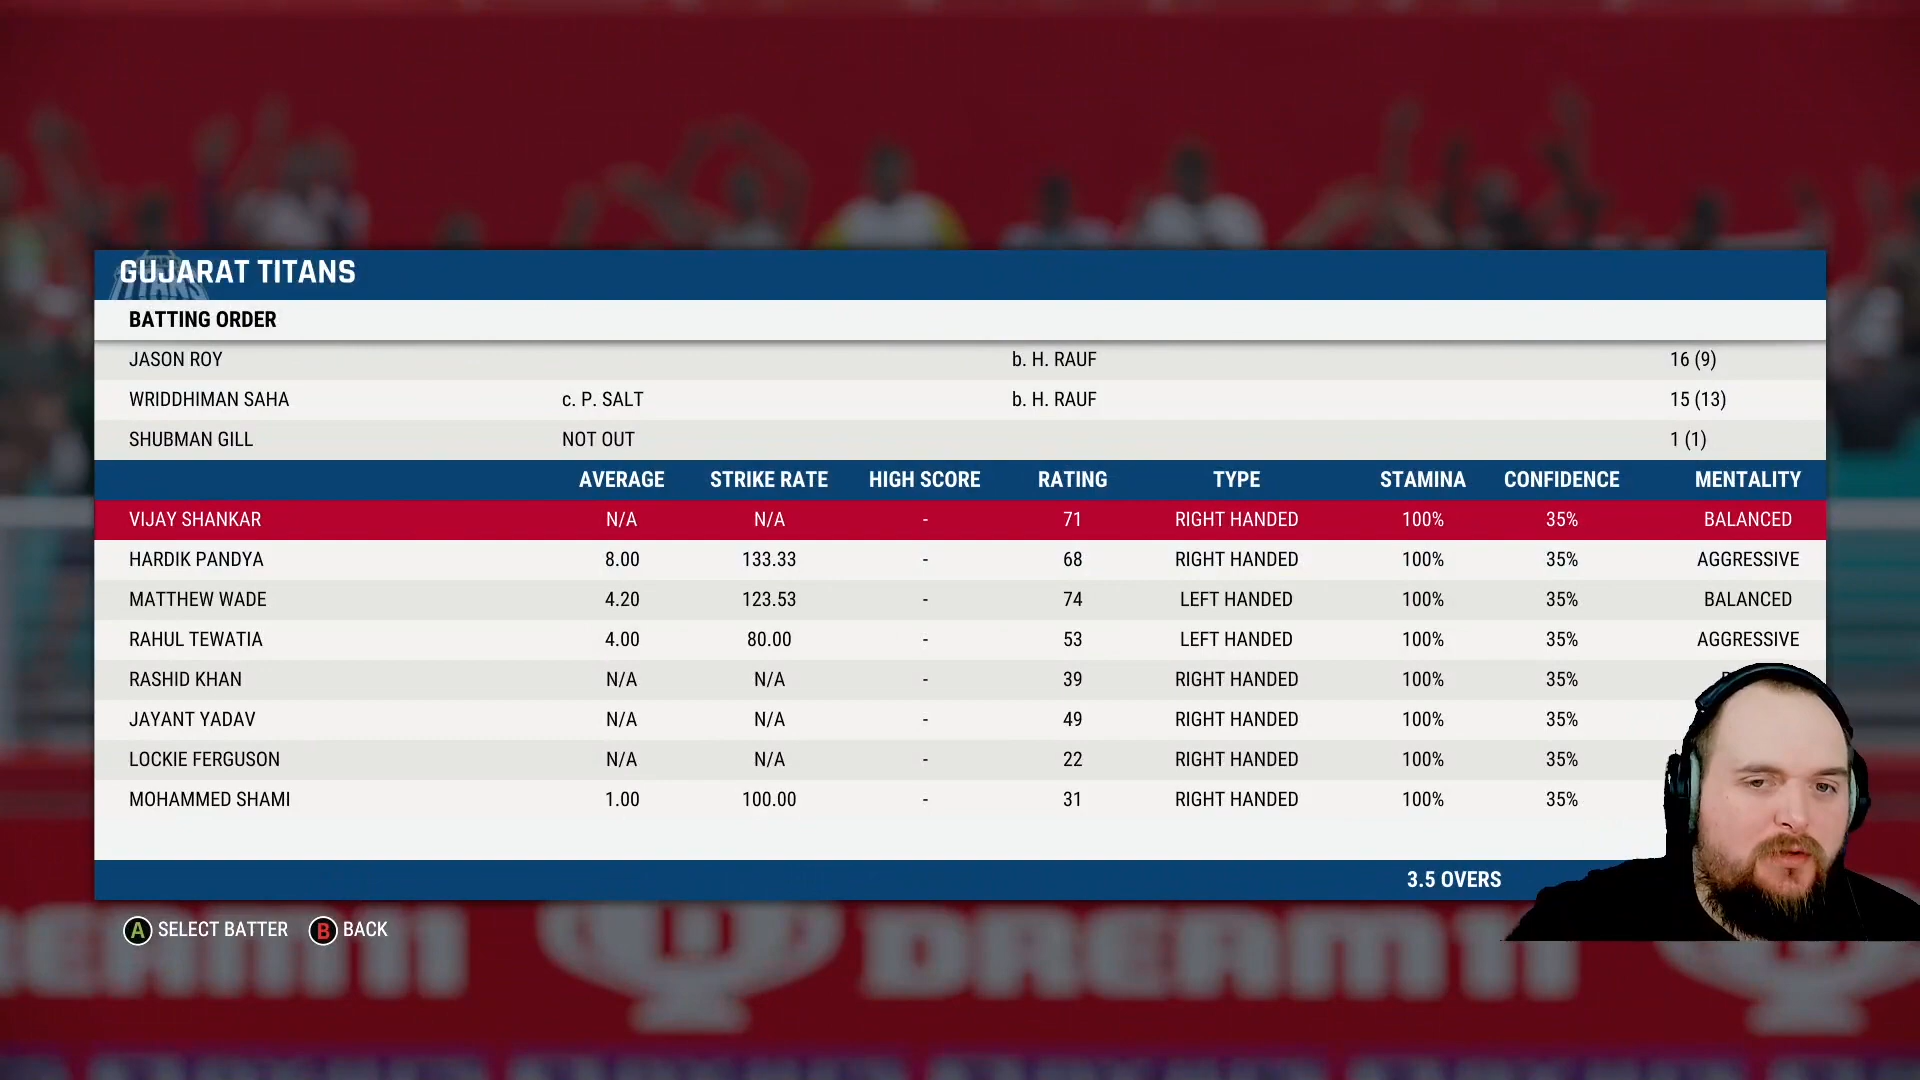 GUJARAT TITANS
TITANS
BATTING ORDER
JASON ROY b. H. RAUF 16 (9)
WRIDDHIMAN SAHA c. P. SALT b. H. RAUF 15 (13)
SHUBMAN GILL NOT OUT 1 (1)
AVERAGE STRIKE RATE HIGH SCORE RATING TYPE STAMINA CONFIDENCE MENTALITY
VIJAY SHANKAR N/A N/A - 71 RIGHT HANDED 100% 35% BALANCED
HARDIK PANDYA 8.00 133.33 - 68 RIGHT HANDED 100% 35% AGGRESSIVE
MATTHEW WADE 4.20 123.53 - 74 LEFT HANDED 100% 35% BALANCED
RAHUL TEWATIA 4.00 80.00 - 53 LEFT HANDED 100% 35% AGGRESSIVE
RASHID KHAN N/A N/A - 39 RIGHT HANDED 100% 35%
JAYANT YADAV N/A N/A - 49 RIGHT HANDED 100% 35%
LOCKIE FERGUSON N/A N/A - 22 RIGHT HANDED 100% 35%
MOHAMMED SHAMI 1.00 100.00 - 31 RIGHT HANDED 100% 35%
3.5 OVERS
A SELECT BATTER B BACK
DREAM11